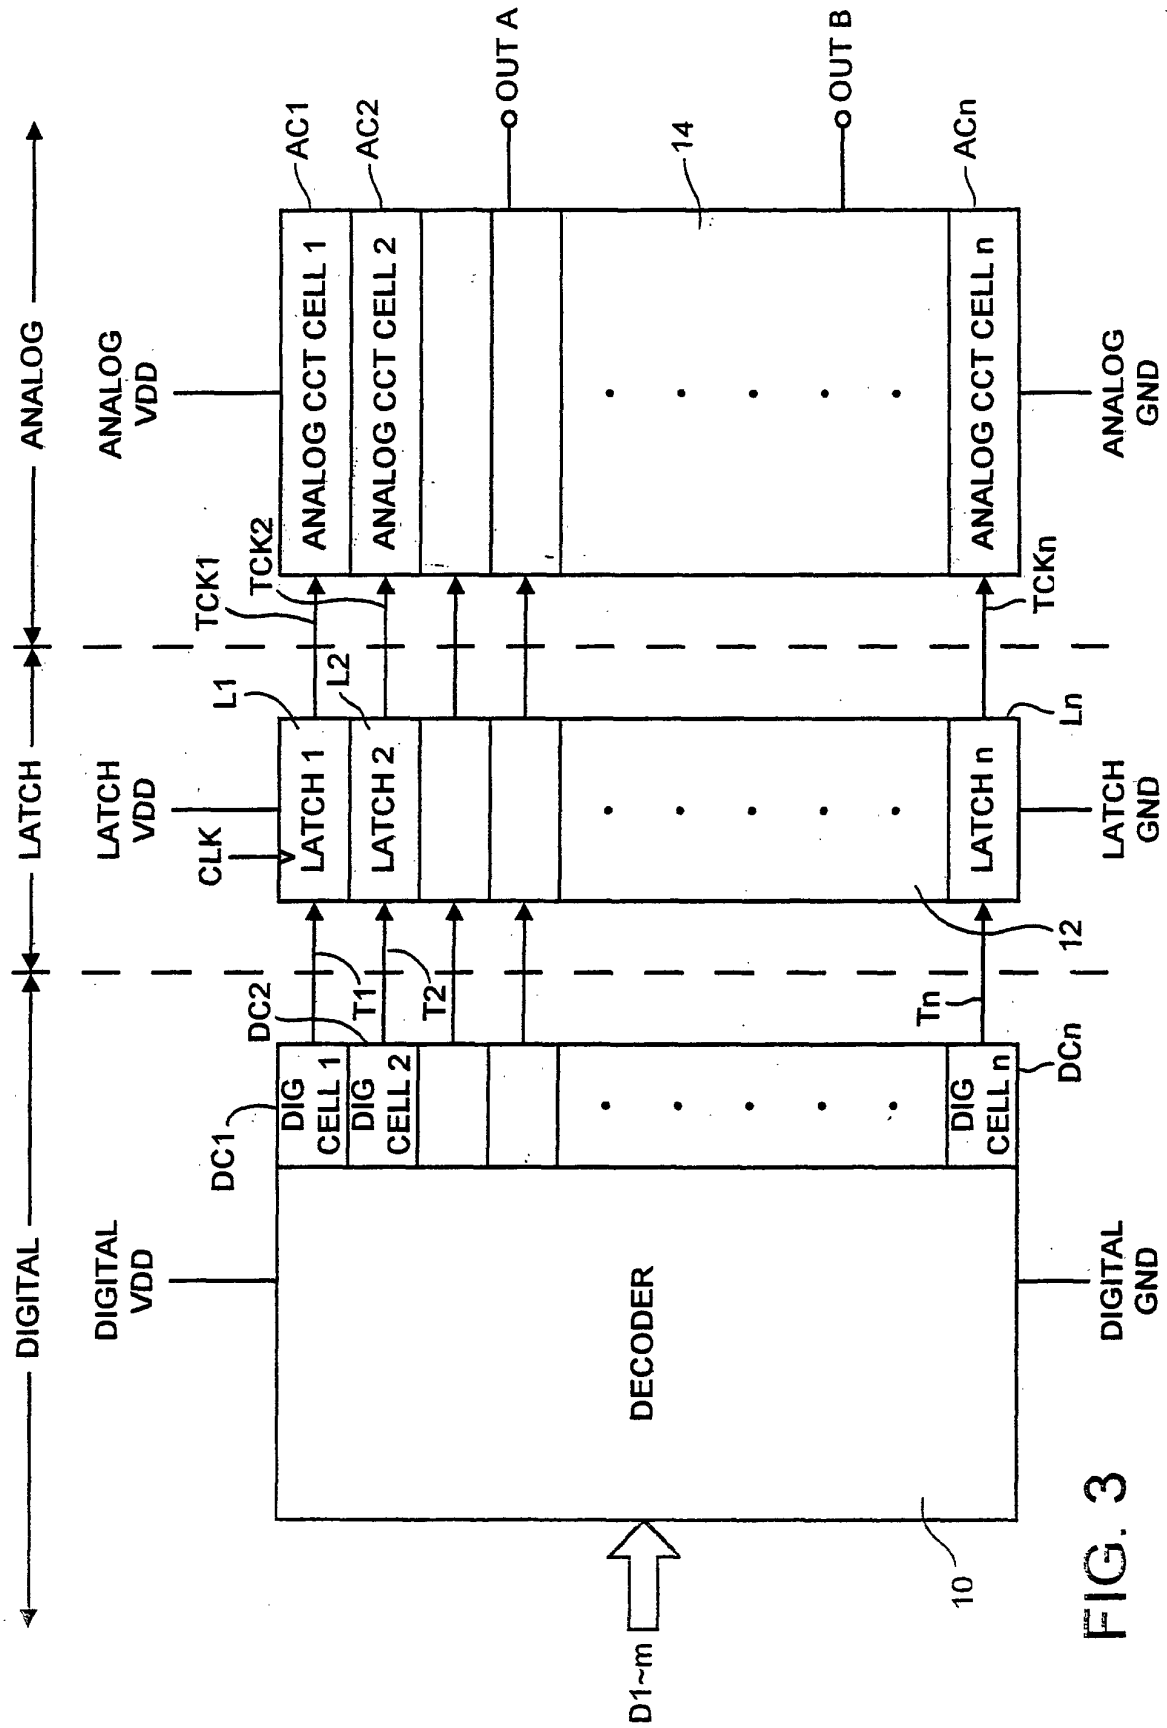 DIGITAL
LATCH
ANALOG
DIGITAL
VDD
LATCH
VDD
ANALOG
VDD
CLK
DC1
DC2
L1
L2
TCK1
TCK2
AC1
AC2
DIG
CELL 1
DIG
CELL 2
T1
T2
LATCH 1
LATCH 2
ANALOG CCT CELL 1
ANALOG CCT CELL 2
OUT A
D1~m
DECODER
14
OUT B
DIG
CELL n
Tn
LATCH n
ANALOG CCT CELL n
ACn
10
DCn
12
Ln
TCKn
DIGITAL
GND
LATCH
GND
ANALOG
GND
FIG. 3